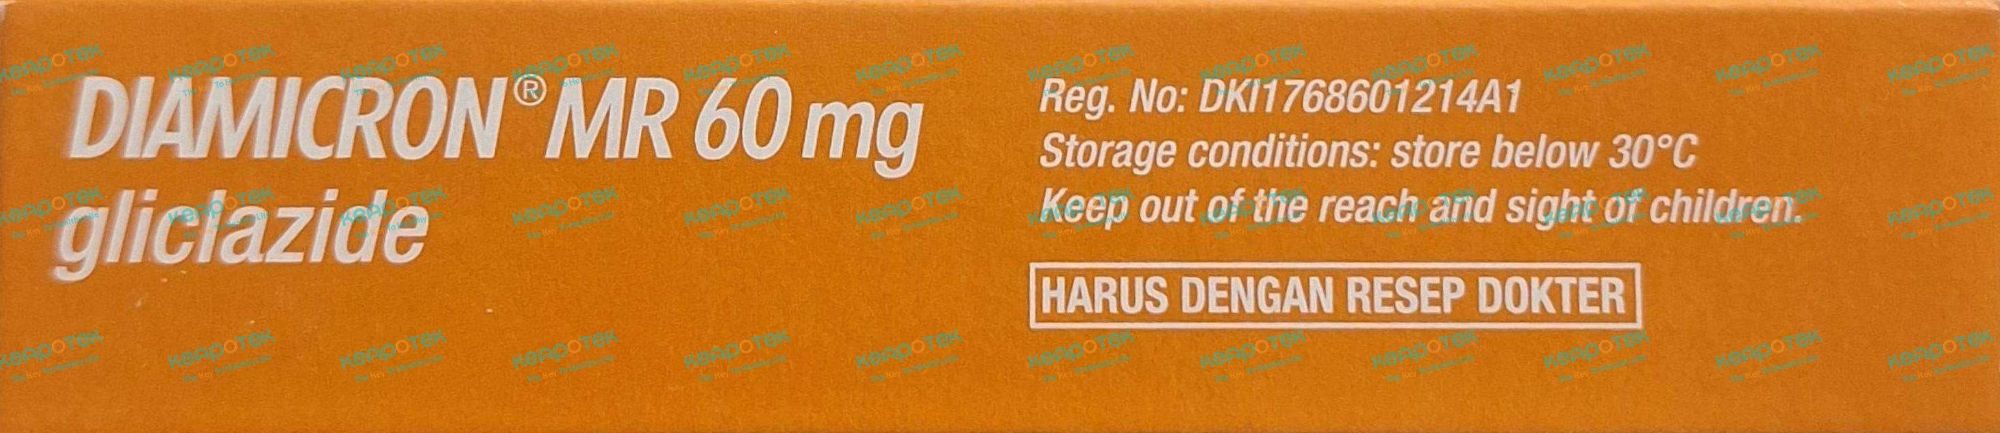 DIAMICRON® MR 60 mg
gliclazide
Reg. No: DKI1768601214A1
Storage conditions: store below 30°C
Keep out of the reach and sight of children.
HARUS DENGAN RESEP DOKTER